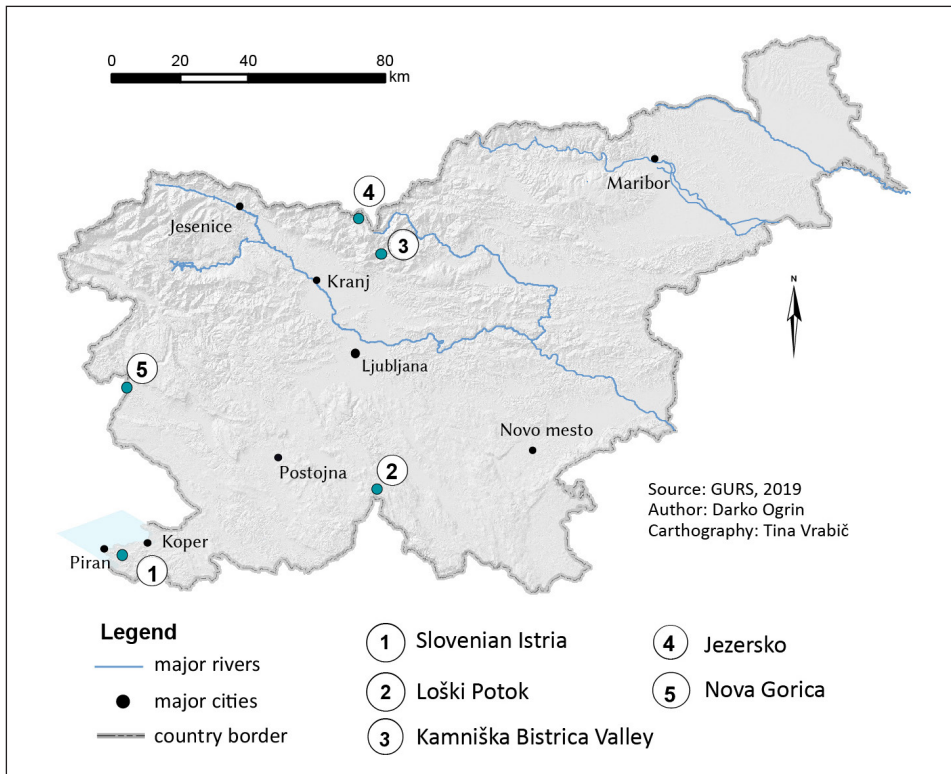 0 20 40 80
km
4
Maribor
Jesenice
3
N
Kranj
5
Ljubljana
Novo mesto
2
Postojna
Source: GURS, 2019
Author: Darko Ogrin
Carthography: Tina Vrabič
Koper
Piran
1
Legend
major rivers
major cities
country border
1 Slovenian Istria
2 Loški Potok
3 Kamniška Bistrica Valley
4 Jezersko
5 Nova Gorica